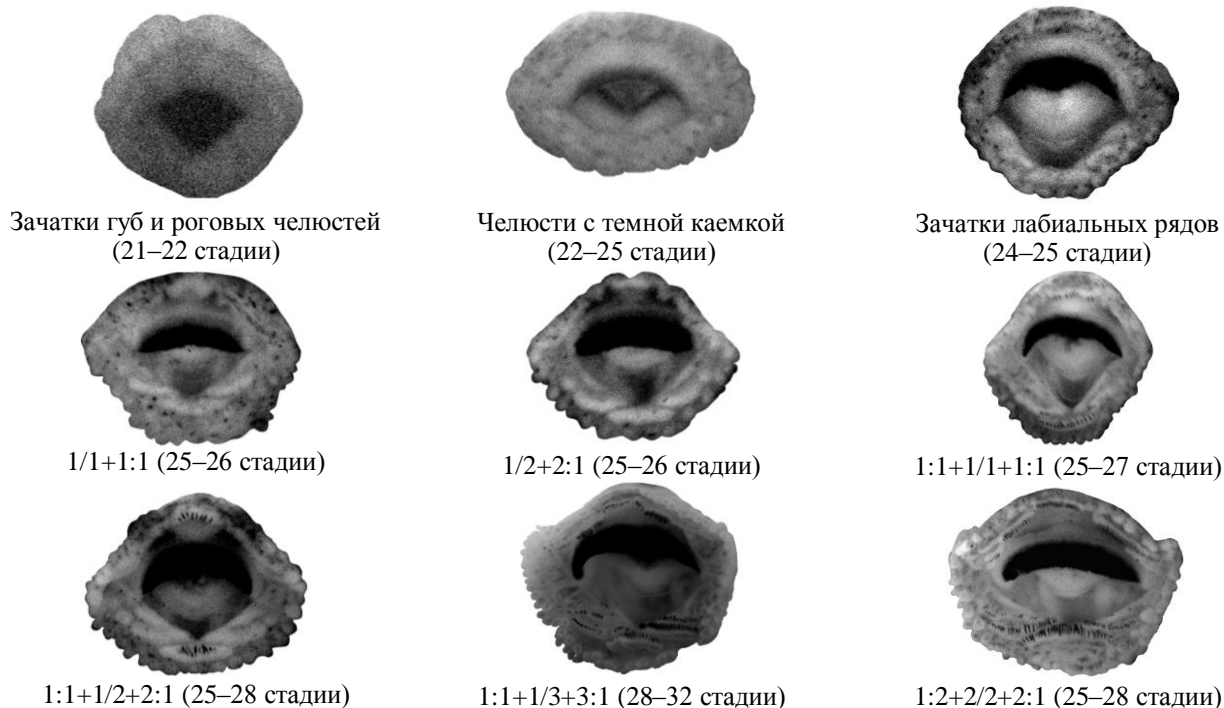 Зачатки губ и роговых челюстей
(21–22 стадии)
Челюсти с темной каемкой
(22–25 стадии)
Зачатки лабиальных рядов
(24–25 стадии)
1/1+1:1 (25–26 стадии)
1/2+2:1 (25–26 стадии)
1:1+1/1+1:1 (25–27 стадии)
1:1+1/2+2:1 (25–28 стадии)
1:1+1/3+3:1 (28–32 стадии)
1:2+2/2+2:1 (25–28 стадии)